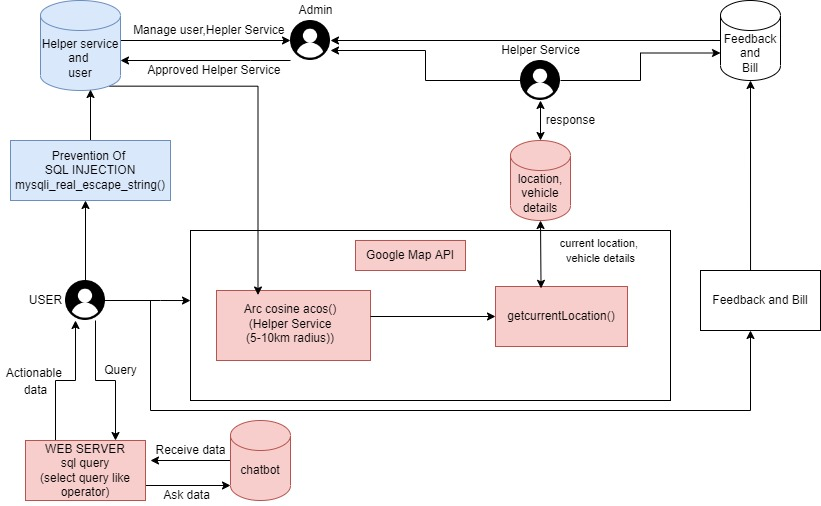 Admin
Manage user,Hepler Service
Helper service
and
user
Approved Helper Service
Helper Service
Feedback
and
Bill
response
Prevention Of
SQL INJECTION
mysqli_real_escape_string()
location,
vehicle
details
current location,
vehicle details
Google Map API
USER
Arc cosine acos()
(Helper Service
(5-10km radius))
getcurrentLocation()
Feedback and Bill
Actionable
data
Query
WEB SERVER
sql query
(select query like
operator)
Receive data
chatbot
Ask data